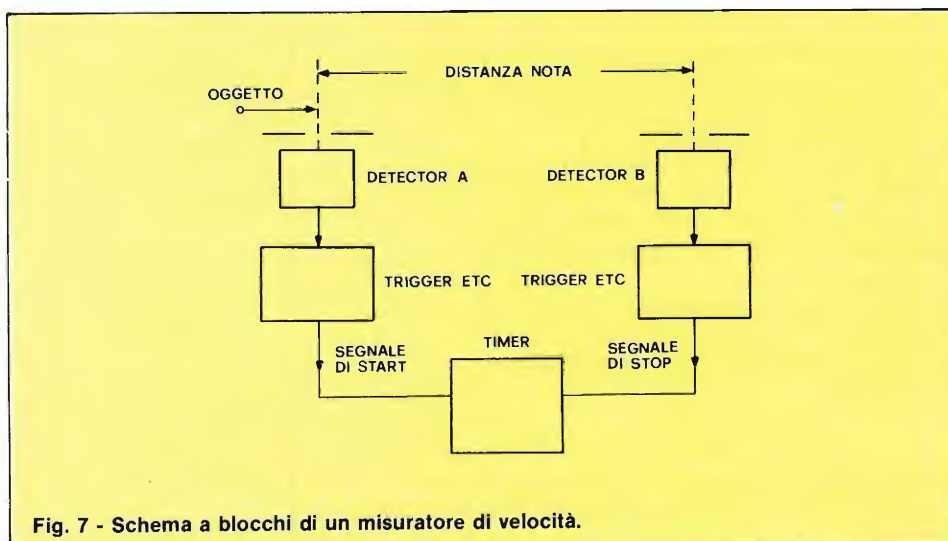 DISTANZA NOTA
OGGETTO
DETECTOR A
DETECTOR B
TRIGGER ETC
TRIGGER ETC
TIMER
SEGNALE
DI START
SEGNALE
DI STOP
Fig. 7 - Schema a blocchi di un misuratore di velocità.